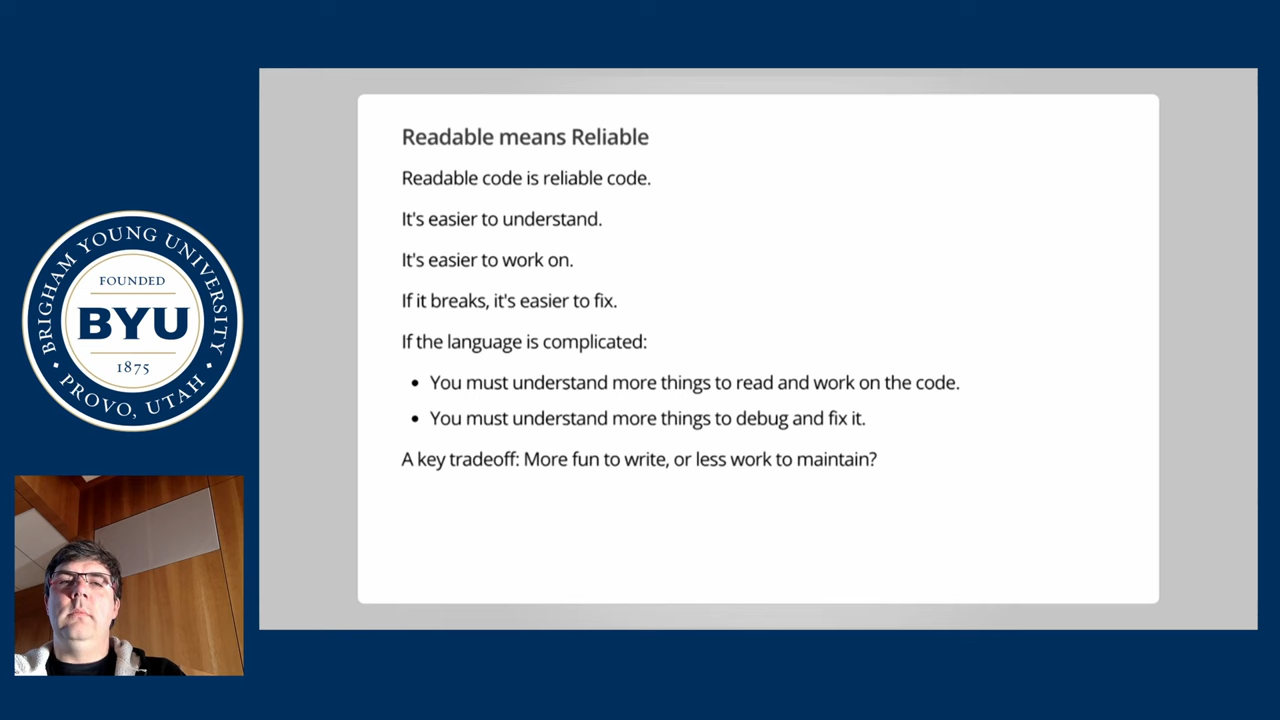 BRIGHAM YOUNG UNIVERSITY
FOUNDED
BYU
1875
PROVO, UTAH
Readable means Reliable
Readable code is reliable code.
It's easier to understand.
It's easier to work on.
If it breaks, it's easier to fix.
If the language is complicated:
• You must understand more things to read and work on the code.
• You must understand more things to debug and fix it.
A key tradeoff: More fun to write, or less work to maintain?